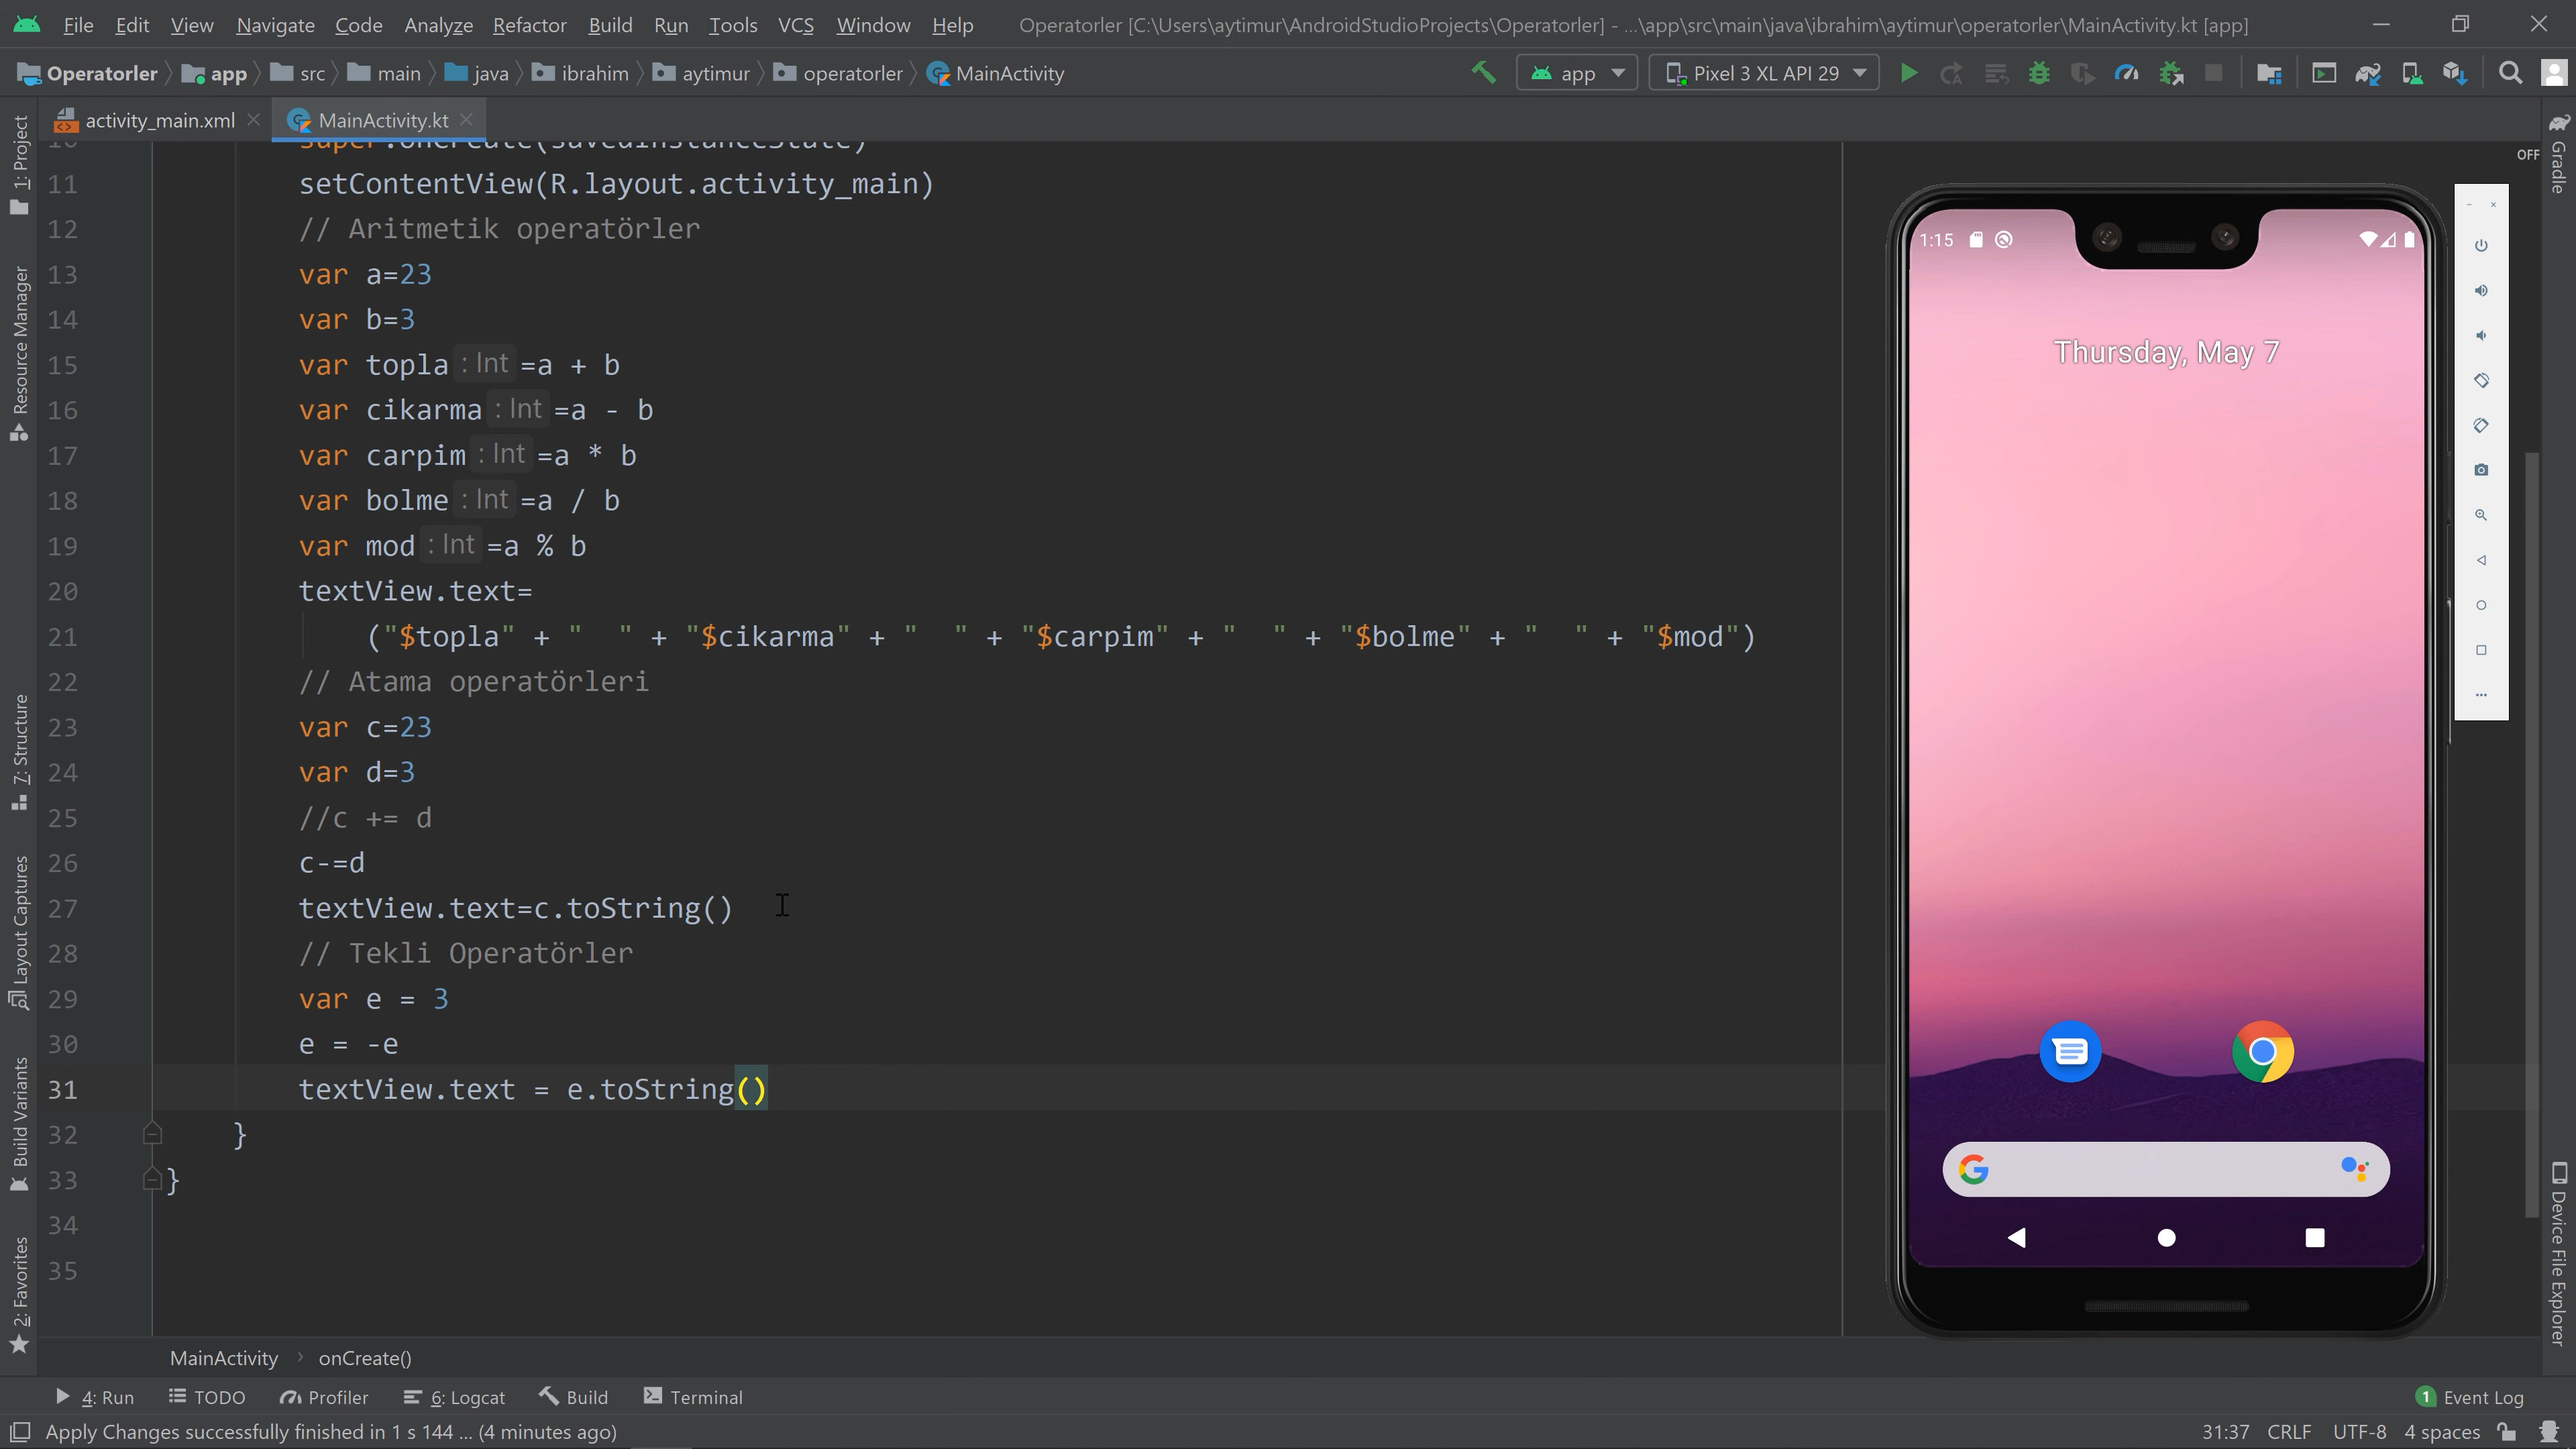 File Edit View Navigate Code Analyze Refactor Build Run Tools VCS Window Help Operatorler [C:\Users\aytimur\AndroidStudioProjects\Operatorler] - ...\app\src\main\java\ibrahim\aytimur\operatorler\MainActivity.kt [app]
Operatorler app src main java ibrahim aytimur operatorler MainActivity app Pixel 3 XL API 29
activity_main.xml MainActivity.kt
10 super.onCreate(savedInstanceState)
11 setContentView(R.layout.activity_main)
12 // Aritmetik operatörler
13 var a=23
14 var b=3
15 var topla : Int =a + b
16 var cikarma : Int =a - b
17 var carpim : Int =a * b
18 var bolme : Int =a / b
19 var mod : Int =a % b
20 textView.text=
21 ("$topla" + "  " + "$cikarma" + "  " + "$carpim" + "  " + "$bolme" + "  " + "$mod")
22 // Atama operatörleri
23 var c=23
24 var d=3
25 //c += d
26 c-=d
27 textView.text=c.toString()
28 // Tekli Operatörler
29 var e = 3
30 e = -e
31 textView.text = e.toString()
32 }
33 }
34
35
1: Project
Resource Manager
7: Structure
Layout Captures
Build Variants
2: Favorites
OFF
Gradle
Device File Explorer
1:15
Thursday, May 7
MainActivity onCreate()
4: Run TODO Profiler 6: Logcat Build Terminal 1 Event Log
Apply Changes successfully finished in 1 s 144 ... (4 minutes ago) 31:37 CRLF UTF-8 4 spaces